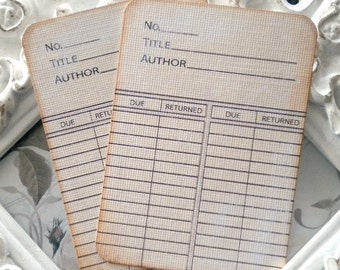 No.
TITLE
AUTHOR
DUE RETURNED
No.
TITLE
AUTHOR
DUE RETURNED DUE RETURNED